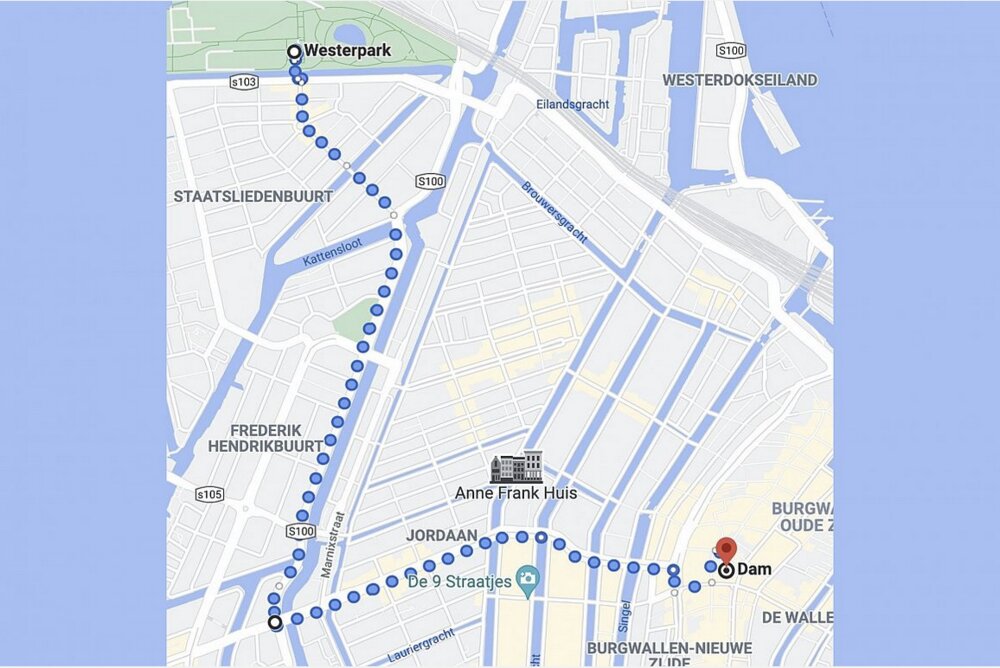 Westerpark
S100
s103
WESTERDOKSEILAND
Eilandsgracht
S100
STAATSLIEDENBUURT
Brouwersgracht
Kattensloot
FREDERIK
HENDRIKBUURT
Anne Frank Huis
s105
BURGWA
OUDE Z
S100
Marnixstraat
JORDAAN
Dam
De 9 Straatjes
Singel
DE WALLE
Lauriergracht
BURGWALLEN-NIEUWE
ZIJDE
ht